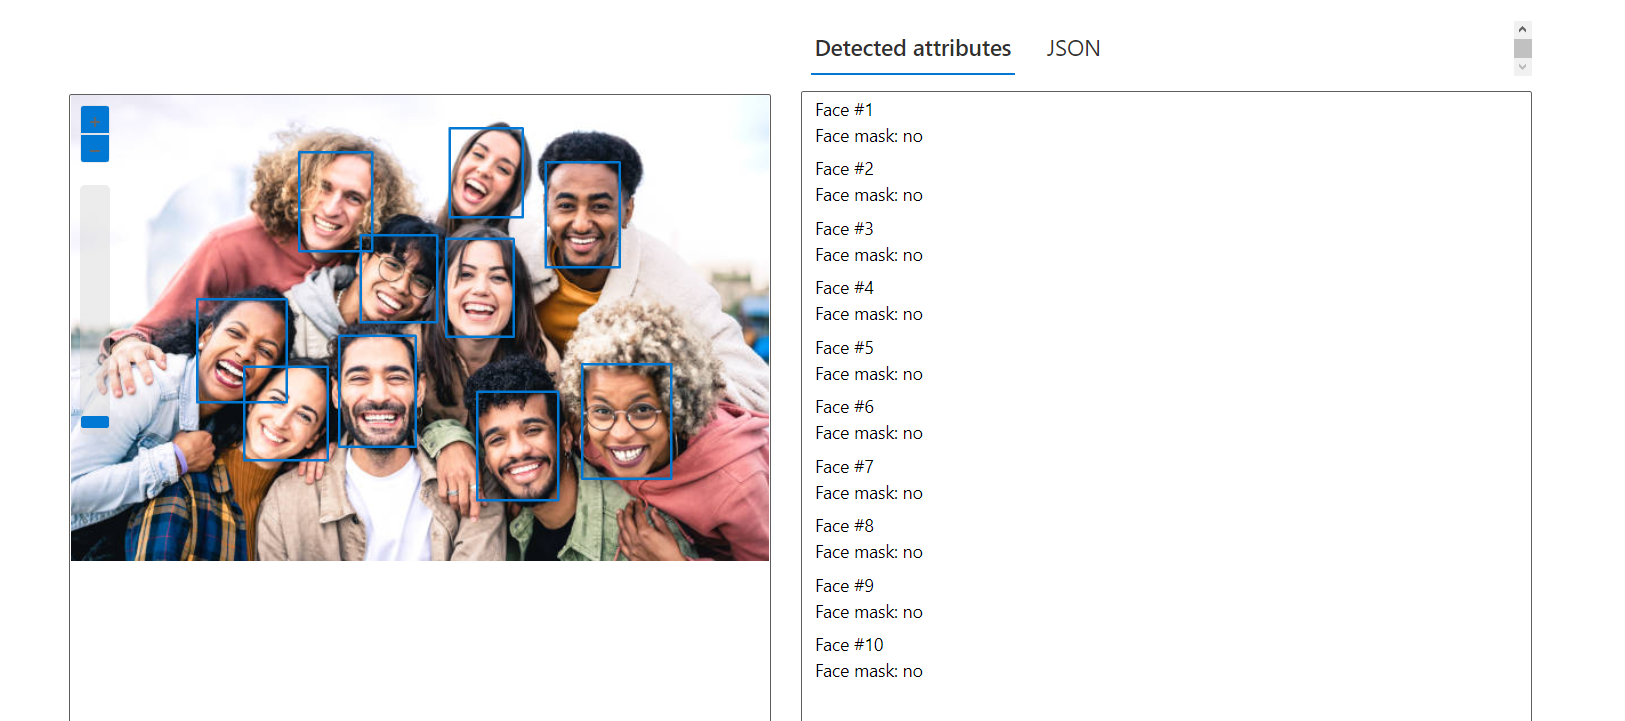 Detected attributes JSON
+
−
Face #1
Face mask: no
Face #2
Face mask: no
Face #3
Face mask: no
Face #4
Face mask: no
Face #5
Face mask: no
Face #6
Face mask: no
Face #7
Face mask: no
Face #8
Face mask: no
Face #9
Face mask: no
Face #10
Face mask: no